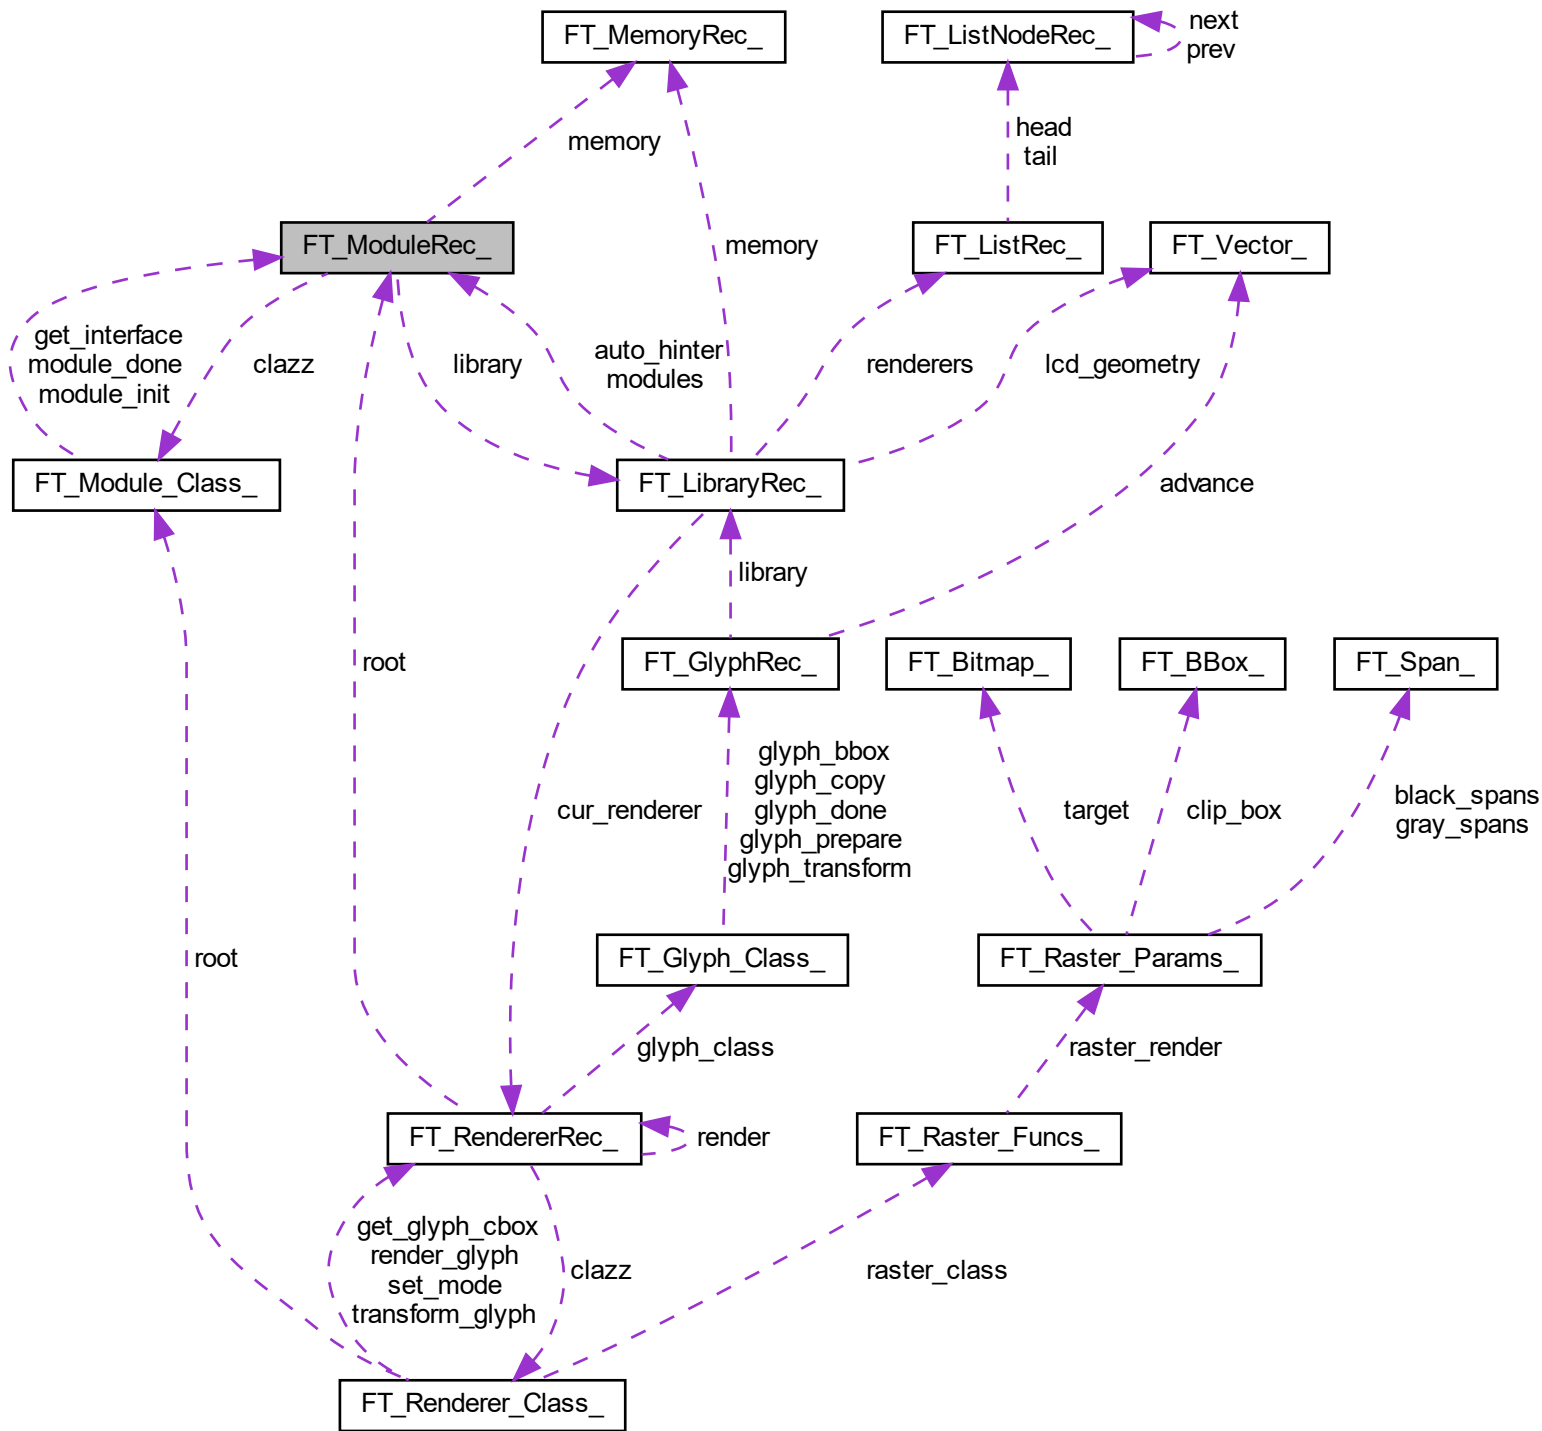 FT_MemoryRec_
FT_ListNodeRec_
next
prev
memory
head
tail
FT_ModuleRec_
memory
FT_ListRec_
FT_Vector_
get_interface
module_done
module_init
clazz
library
auto_hinter
modules
renderers
lcd_geometry
FT_Module_Class_
FT_LibraryRec_
advance
library
root
FT_GlyphRec_
FT_Bitmap_
FT_BBox_
FT_Span_
cur_renderer
glyph_bbox
glyph_copy
glyph_done
glyph_prepare
glyph_transform
target
clip_box
black_spans
gray_spans
root
FT_Glyph_Class_
FT_Raster_Params_
glyph_class
raster_render
FT_RendererRec_
render
FT_Raster_Funcs_
get_glyph_cbox
render_glyph
set_mode
transform_glyph
clazz
raster_class
FT_Renderer_Class_